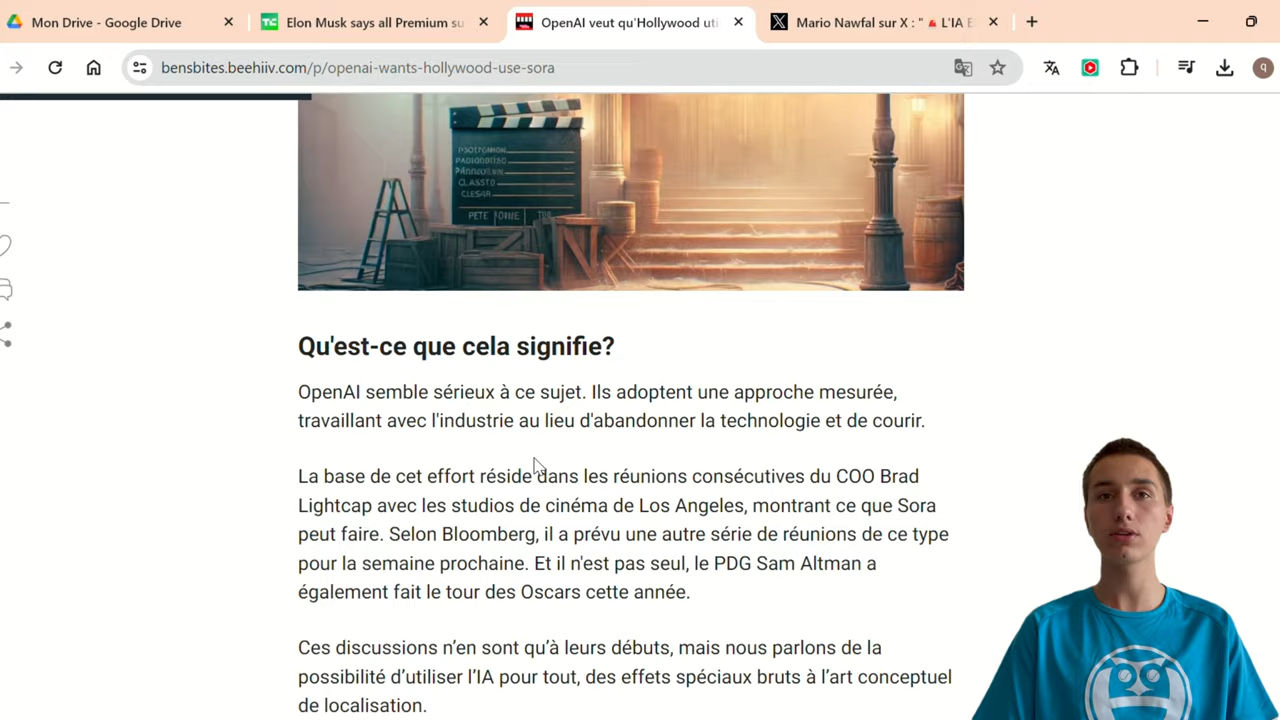 Mon Drive - Google Drive
Elon Musk says all Premium su
OpenAI veut qu'Hollywood uti
Mario Nawfal sur X : " 🚨 L'IA E
bensbites.beehiiv.com/p/openai-wants-hollywood-use-sora
q
CLASSTO
CLESAR
PETE
Qu'est-ce que cela signifie?
OpenAI semble sérieux à ce sujet. Ils adoptent une approche mesurée,
travaillant avec l'industrie au lieu d'abandonner la technologie et de courir.
La base de cet effort réside dans les réunions consécutives du COO Brad
Lightcap avec les studios de cinéma de Los Angeles, montrant ce que Sora
peut faire. Selon Bloomberg, il a prévu une autre série de réunions de ce type
pour la semaine prochaine. Et il n'est pas seul, le PDG Sam Altman a
également fait le tour des Oscars cette année.
Ces discussions n’en sont qu’à leurs débuts, mais nous parlons de la
possibilité d’utiliser l’IA pour tout, des effets spéciaux bruts à l’art conceptuel
de localisation.